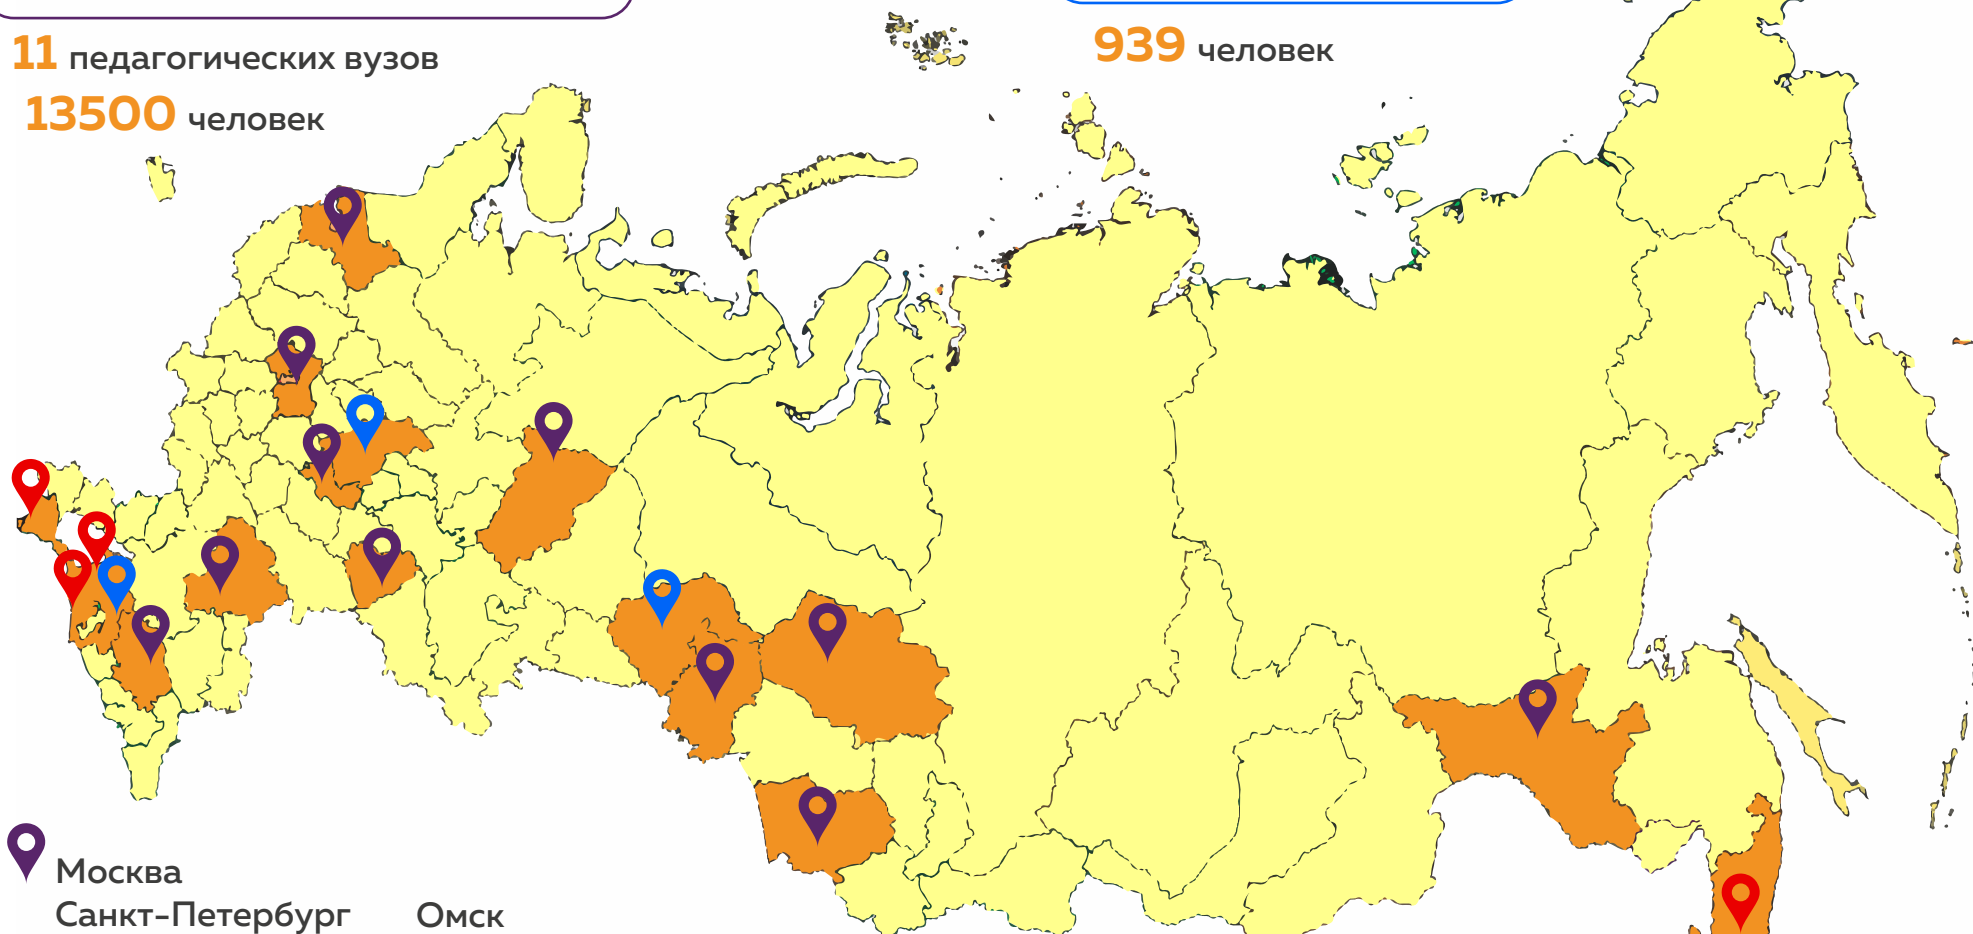 11 педагогических вузов
13500 человек
939 человек
Москва
Санкт-Петербург Омск